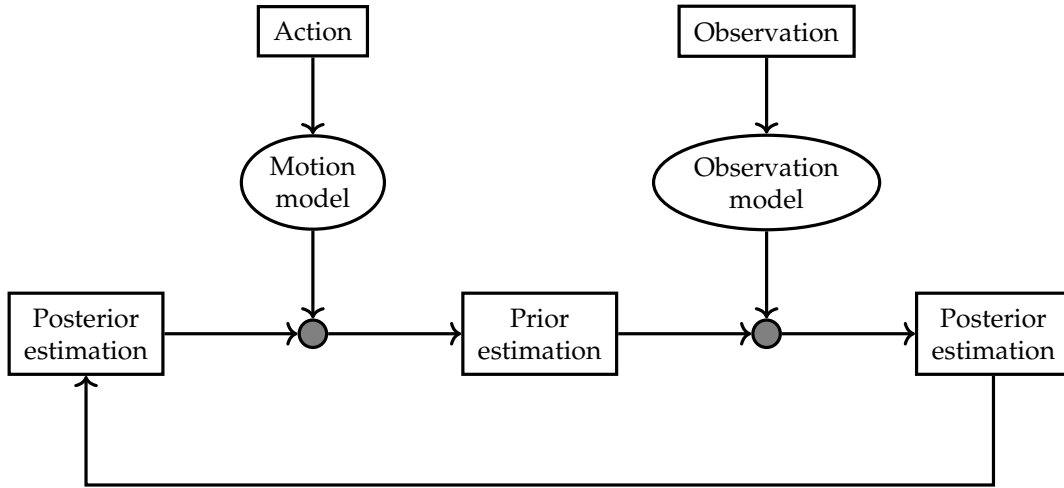 Action
Observation
Motion
model
Observation
model
Posterior
estimation
Prior
estimation
Posterior
estimation